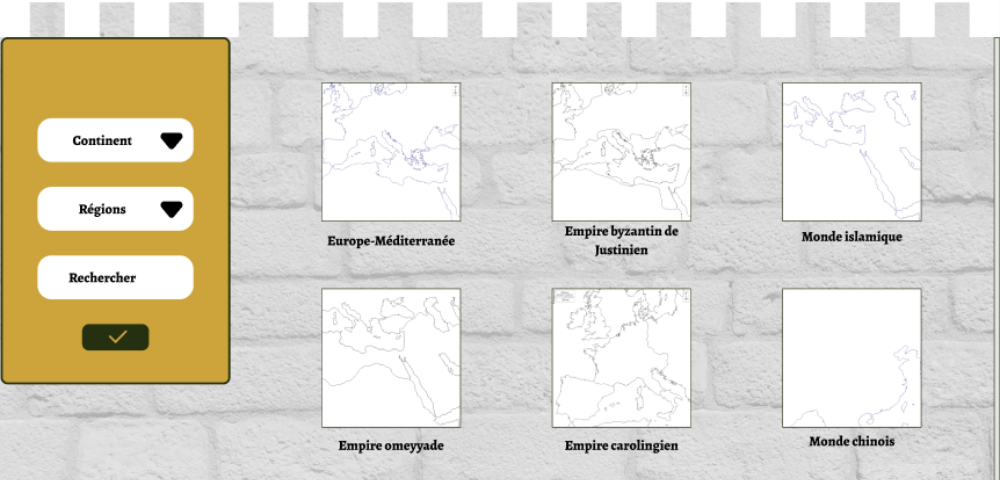 Continent
Régions
Rechercher
Europe-Méditerranée
Empire byzantin de
Justinien
Monde islamique
Empire omeyyade
Empire carolingien
Monde chinois